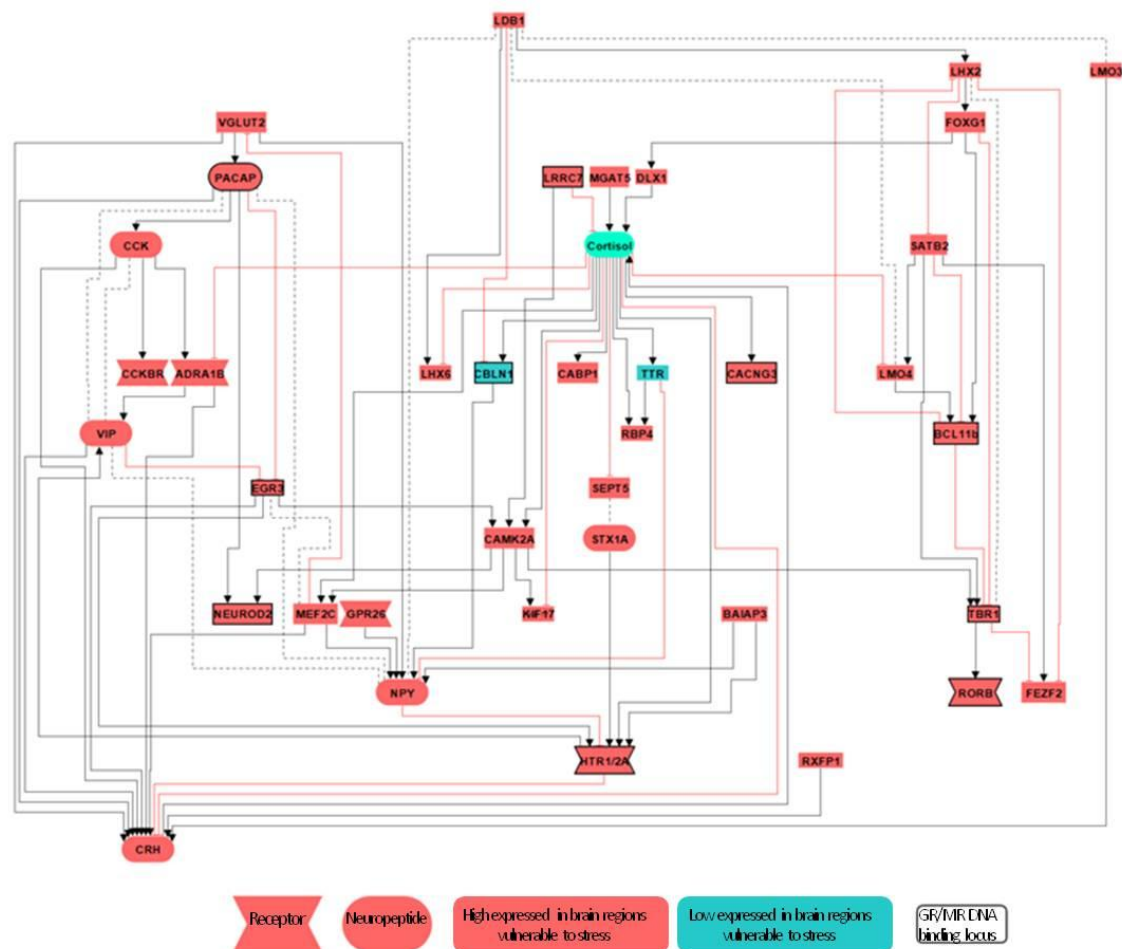 LDB1
LHX2
LMO3
VGLUT2
FOXG1
PACAP
LRRC7
MGAT5
DLX1
CCK
Cortisol
SATB2
CCKBR
ADRA1B
LHX6
CBLN1
CABP1
TTR
CACNG3
LMO4
VIP
RBP4
BCL11b
EGR3
SEPT5
CAMK2A
STX1A
NEUROD2
MEF2C
GPR26
KIF17
BAIAP3
TBR1
NPY
RORB
FEZF2
HTR1/2A
RXFP1
CRH
Receptor
Neuropeptide
High expressed in brain regions
vulnerable to stress
Low expressed in brain regions
vulnerable to stress
GR/MR DNA
binding locus